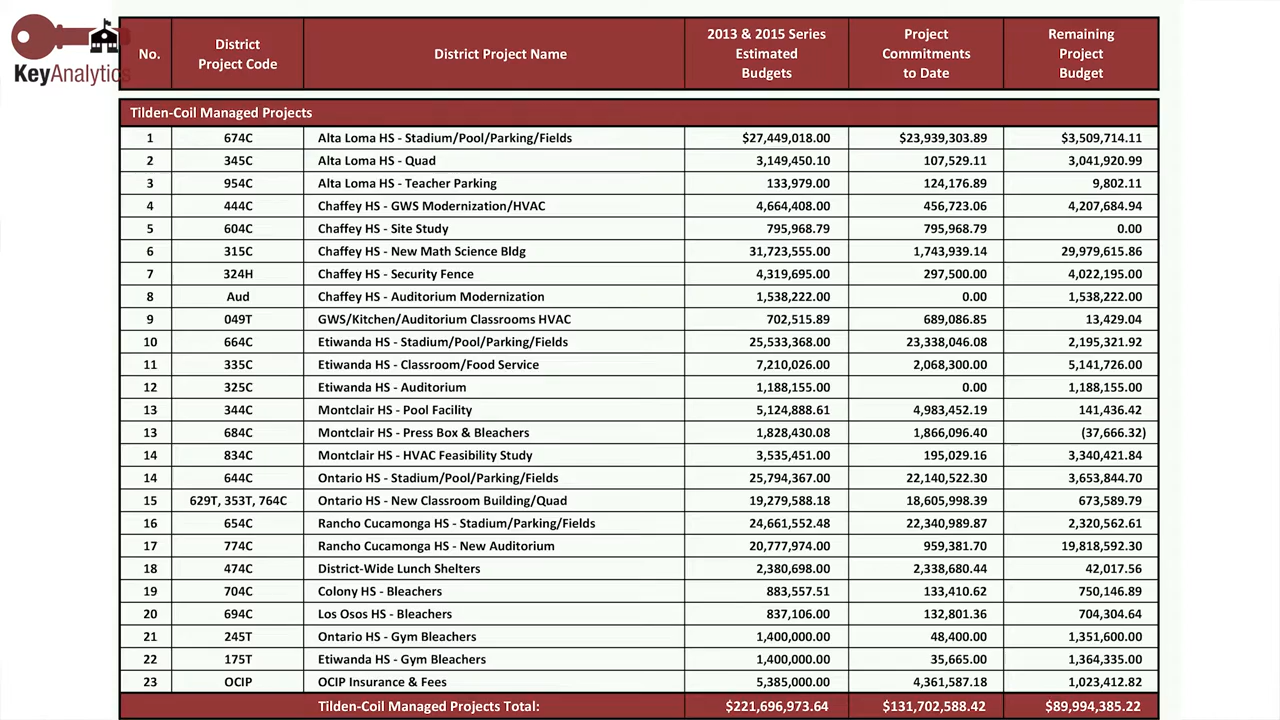 KeyAnalytics
No. District Project Code District Project Name 2013 & 2015 Series Estimated Budgets Project Commitments to Date Remaining Project Budget
Tilden-Coil Managed Projects
1 674C Alta Loma HS - Stadium/Pool/Parking/Fields $27,449,018.00 $23,939,303.89 $3,509,714.11
2 345C Alta Loma HS - Quad 3,149,450.10 107,529.11 3,041,920.99
3 954C Alta Loma HS - Teacher Parking 133,979.00 124,176.89 9,802.11
4 444C Chaffey HS - GWS Modernization/HVAC 4,664,408.00 456,723.06 4,207,684.94
5 604C Chaffey HS - Site Study 795,968.79 795,968.79 0.00
6 315C Chaffey HS - New Math Science Bldg 31,723,555.00 1,743,939.14 29,979,615.86
7 324H Chaffey HS - Security Fence 4,319,695.00 297,500.00 4,022,195.00
8 Aud Chaffey HS - Auditorium Modernization 1,538,222.00 0.00 1,538,222.00
9 049T GWS/Kitchen/Auditorium Classrooms HVAC 702,515.89 689,086.85 13,429.04
10 664C Etiwanda HS - Stadium/Pool/Parking/Fields 25,533,368.00 23,338,046.08 2,195,321.92
11 335C Etiwanda HS - Classroom/Food Service 7,210,026.00 2,068,300.00 5,141,726.00
12 325C Etiwanda HS - Auditorium 1,188,155.00 0.00 1,188,155.00
13 344C Montclair HS - Pool Facility 5,124,888.61 4,983,452.19 141,436.42
13 684C Montclair HS - Press Box & Bleachers 1,828,430.08 1,866,096.40 (37,666.32)
14 834C Montclair HS - HVAC Feasibility Study 3,535,451.00 195,029.16 3,340,421.84
14 644C Ontario HS - Stadium/Pool/Parking/Fields 25,794,367.00 22,140,522.30 3,653,844.70
15 629T, 353T, 764C Ontario HS - New Classroom Building/Quad 19,279,588.18 18,605,998.39 673,589.79
16 654C Rancho Cucamonga HS - Stadium/Parking/Fields 24,661,552.48 22,340,989.87 2,320,562.61
17 774C Rancho Cucamonga HS - New Auditorium 20,777,974.00 959,381.70 19,818,592.30
18 474C District-Wide Lunch Shelters 2,380,698.00 2,338,680.44 42,017.56
19 704C Colony HS - Bleachers 883,557.51 133,410.62 750,146.89
20 694C Los Osos HS - Bleachers 837,106.00 132,801.36 704,304.64
21 245T Ontario HS - Gym Bleachers 1,400,000.00 48,400.00 1,351,600.00
22 175T Etiwanda HS - Gym Bleachers 1,400,000.00 35,665.00 1,364,335.00
23 OCIP OCIP Insurance & Fees 5,385,000.00 4,361,587.18 1,023,412.82
Tilden-Coil Managed Projects Total: $221,696,973.64 $131,702,588.42 $89,994,385.22